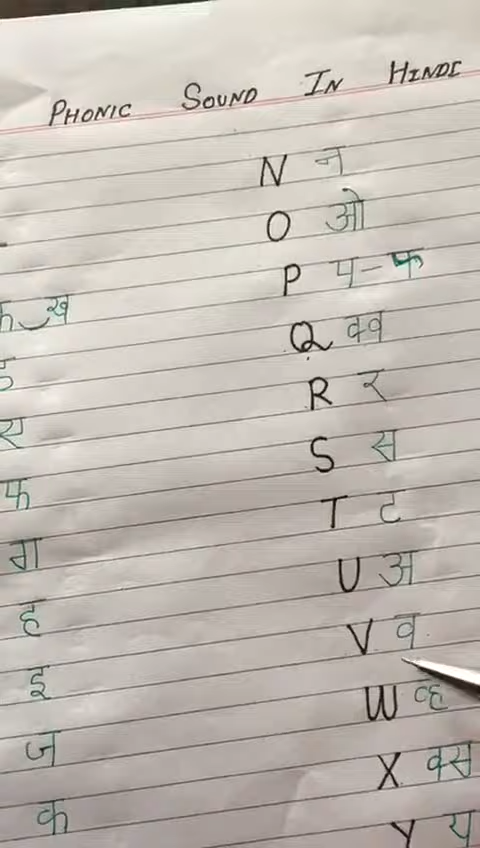 PHONIC SOUND IN HINDI
N न
O ओ
P प-फ
Q क्व
R र
S स
T ट
U अ
V व
W व्ह
X क्स
Y य
ख
फ
ग
ह
इ
ज
क